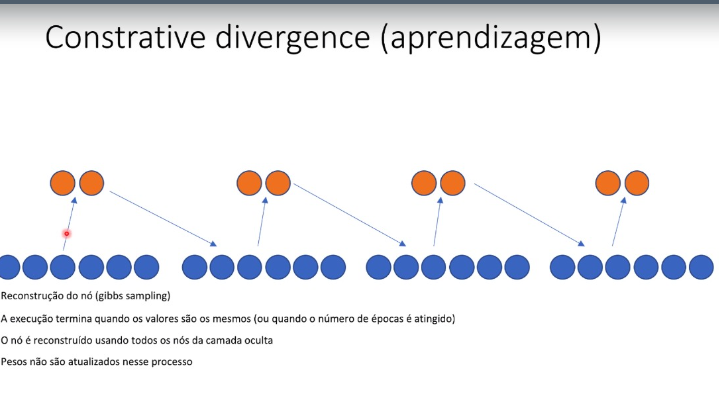 Constrative divergence (aprendizagem)
Reconstrução do nó (gibbs sampling)
A execução termina quando os valores são os mesmos (ou quando o número de épocas é atingido)
O nó é reconstruído usando todos os nós da camada oculta
Pesos não são atualizados nesse processo